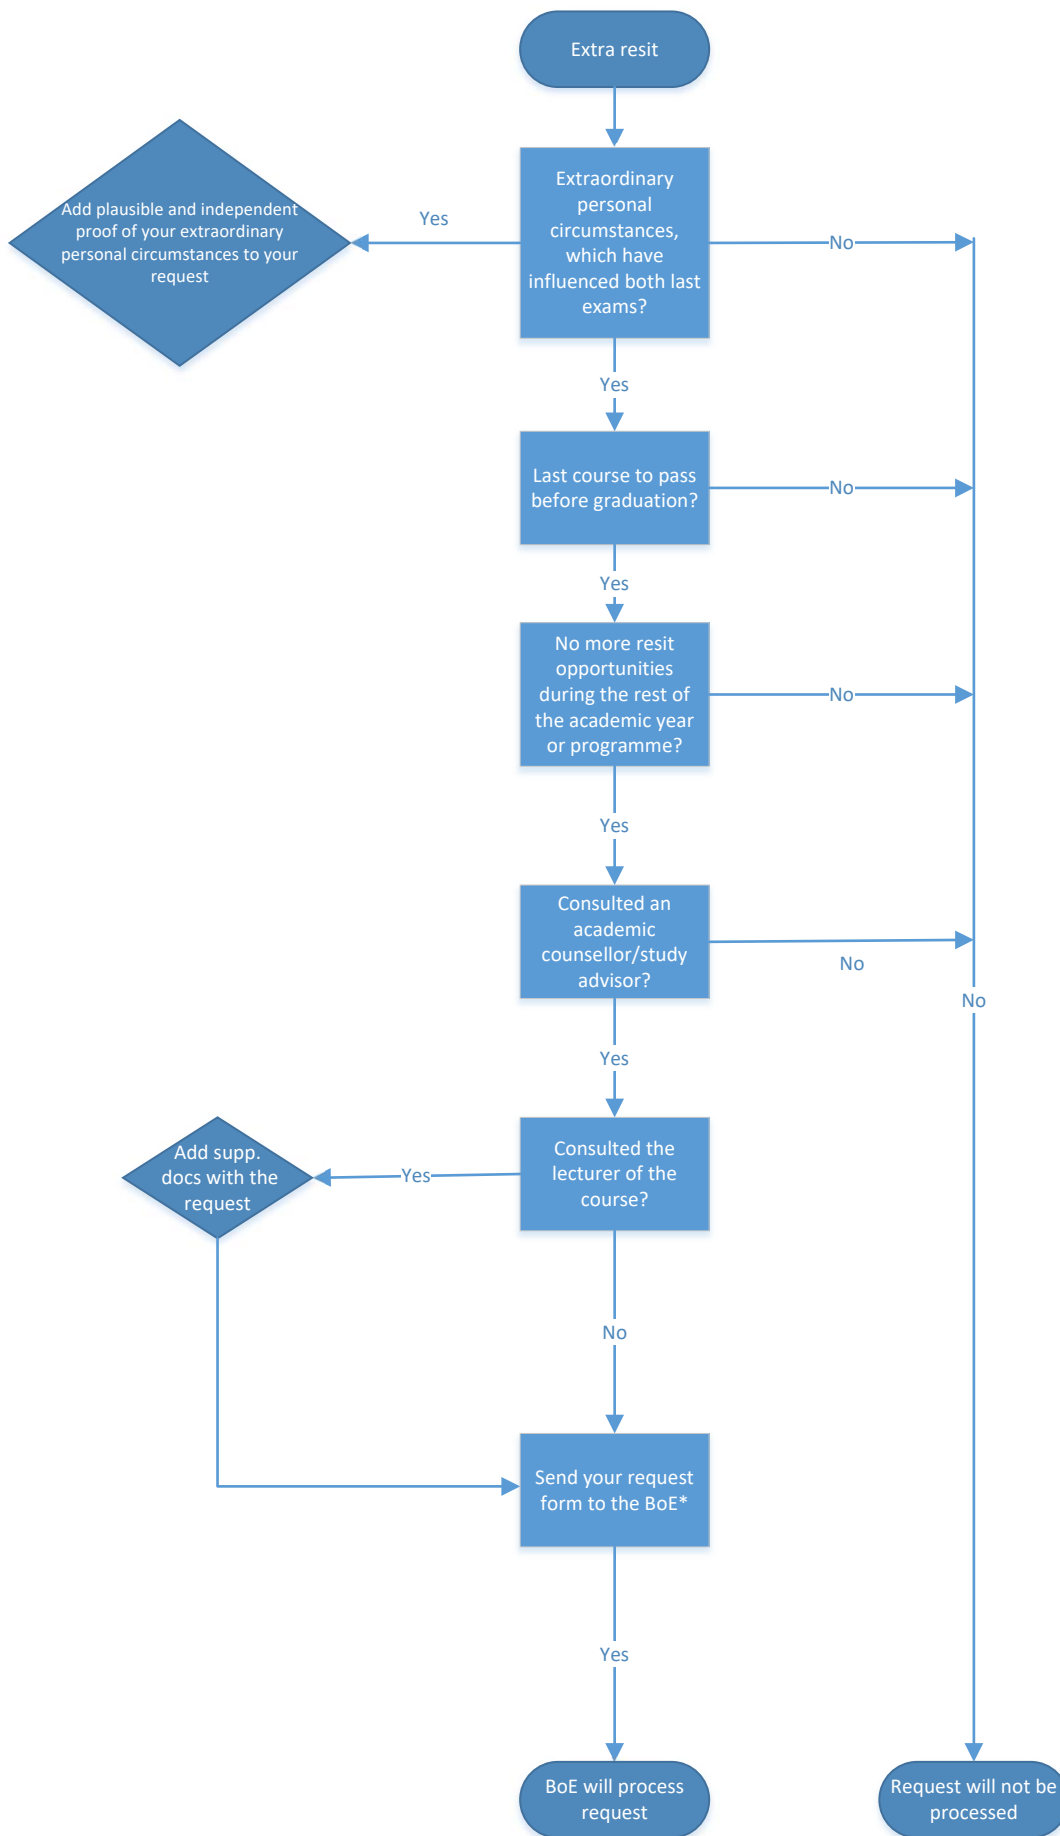 Extra resit
Extraordinary
personal
circumstances,
which have
influenced both last
exams?
Yes
No
Add plausible and independent
proof of your extraordinary
personal circumstances to your
request
Yes
Last course to pass
before graduation?
No
Yes
No more resit
opportunities
during the rest of
the academic year
or programme?
No
Yes
Consulted an
academic
counsellor/study
advisor?
No
No
Yes
Consulted the
lecturer of the
course?
Yes
Add supp.
docs with the
request
No
Send your request
form to the BoE*
Yes
BoE will process
request
Request will not be
processed